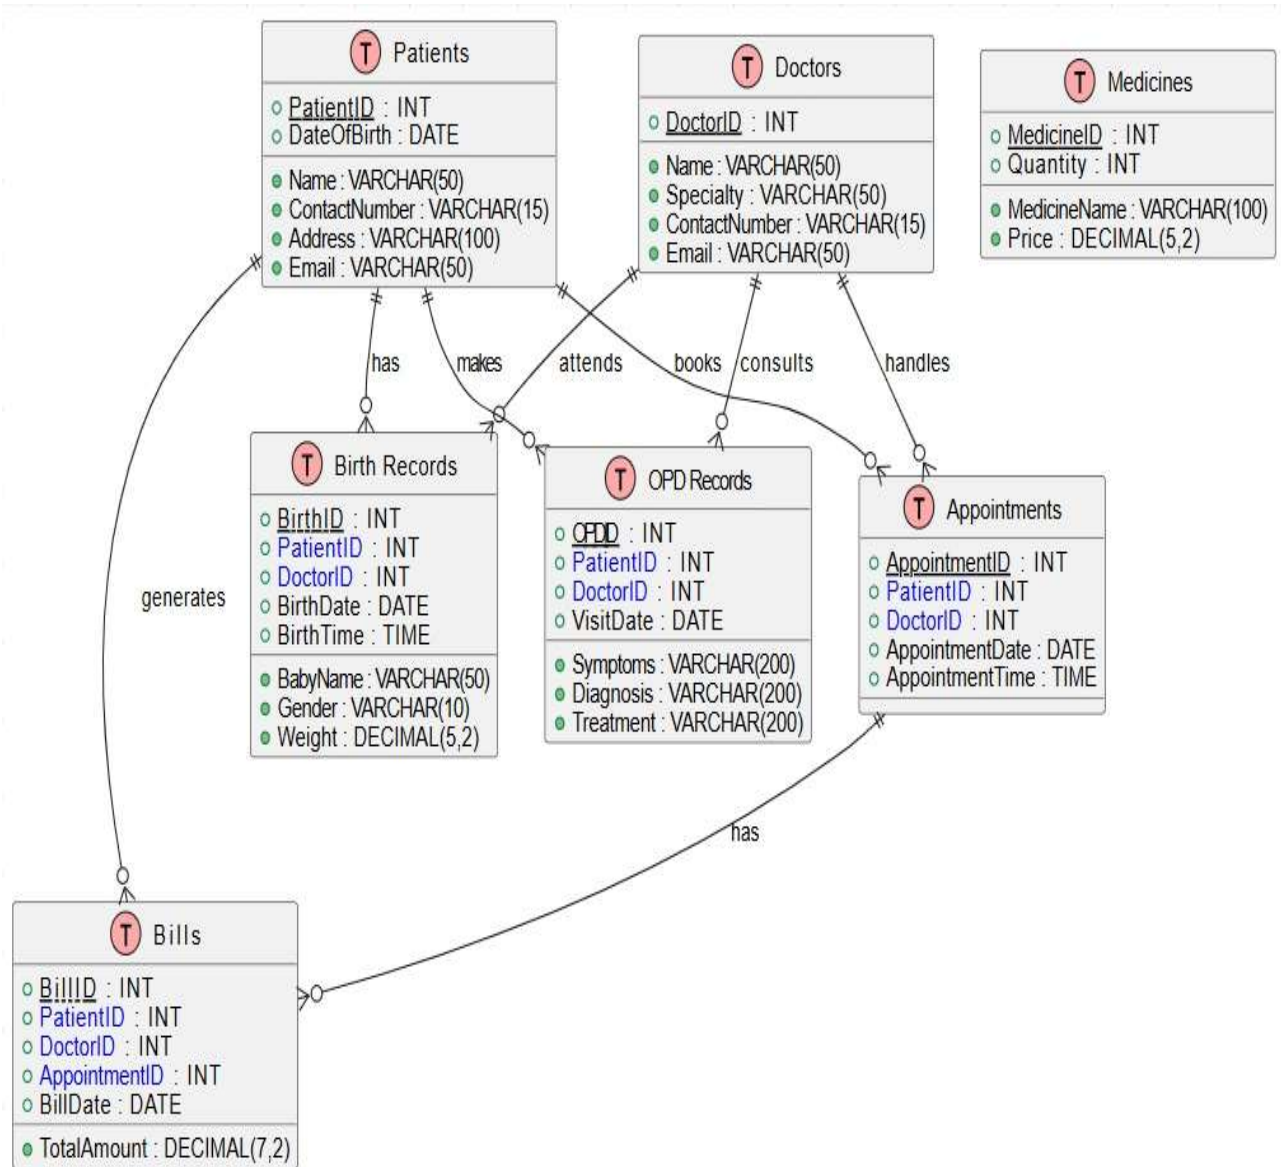 T Patients
PatientID : INT
DateOfBirth : DATE
Name : VARCHAR(50)
ContactNumber : VARCHAR(15)
Address : VARCHAR(100)
Email : VARCHAR(50)
T Doctors
DoctorID : INT
Name : VARCHAR(50)
Specialty : VARCHAR(50)
ContactNumber : VARCHAR(15)
Email : VARCHAR(50)
T Medicines
MedicineID : INT
Quantity : INT
MedicineName : VARCHAR(100)
Price : DECIMAL(5,2)
has
makes
attends
books
consults
handles
T Birth Records
BirthID : INT
PatientID : INT
DoctorID : INT
BirthDate : DATE
BirthTime : TIME
BabyName : VARCHAR(50)
Gender : VARCHAR(10)
Weight : DECIMAL(5,2)
T OPD Records
OPDID : INT
PatientID : INT
DoctorID : INT
VisitDate : DATE
Symptoms : VARCHAR(200)
Diagnosis : VARCHAR(200)
Treatment : VARCHAR(200)
T Appointments
AppointmentID : INT
PatientID : INT
DoctorID : INT
AppointmentDate : DATE
AppointmentTime : TIME
generates
has
T Bills
BillID : INT
PatientID : INT
DoctorID : INT
AppointmentID : INT
BillDate : DATE
TotalAmount : DECIMAL(7,2)